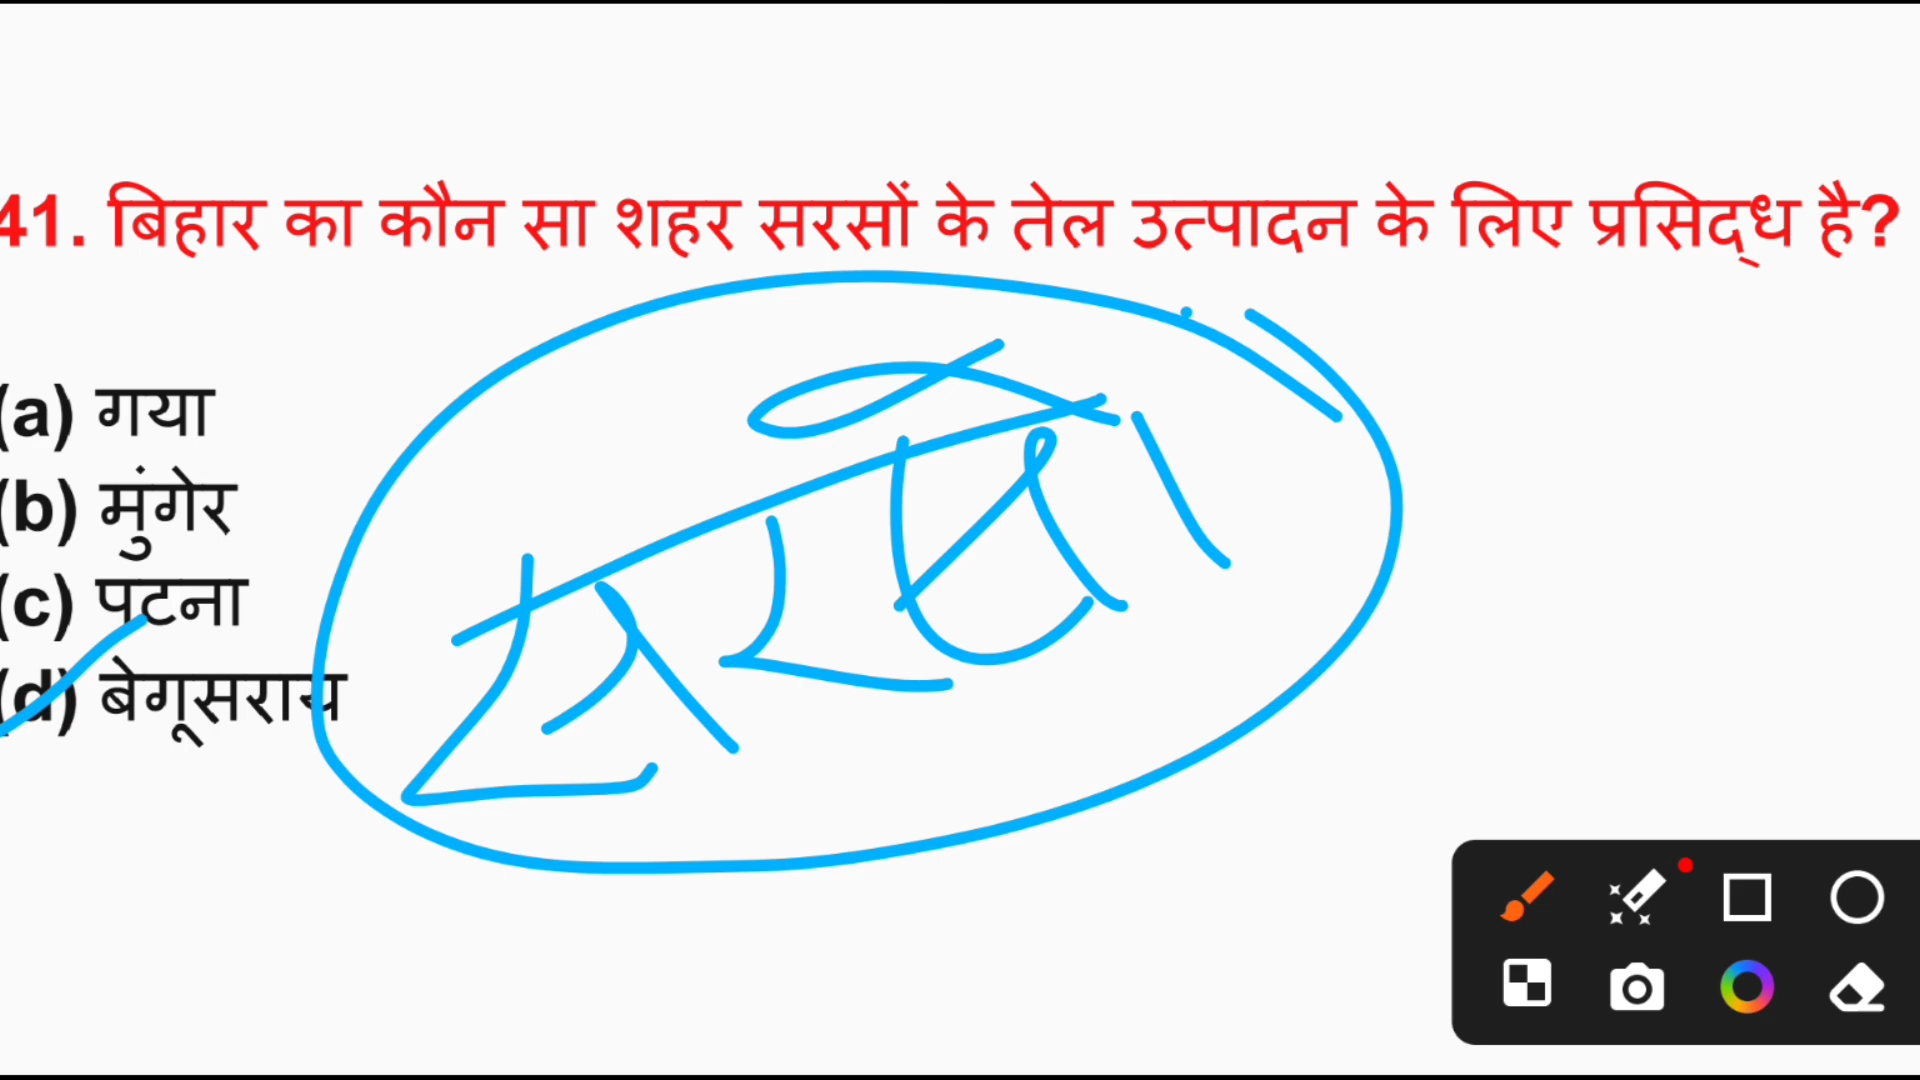 41. बिहार का कौन सा शहर सरसों के तेल उत्पादन के लिए प्रसिद्ध है?
(a) गया
(b) मुंगेर
(c) पटना
(d) बेगूसराय